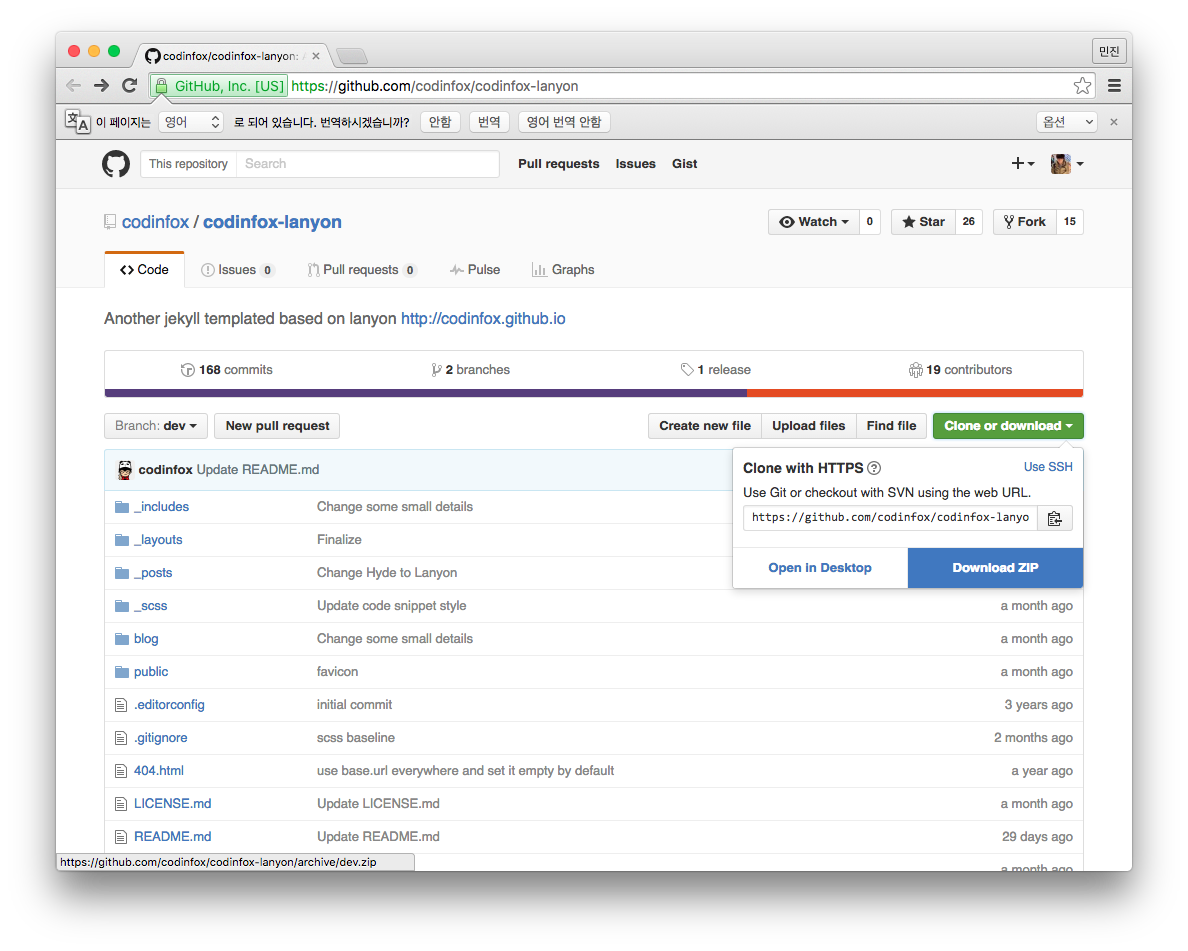 codinfox/codinfox-lanyon:
민진
GitHub, Inc. [US] https://github.com/codinfox/codinfox-lanyon
이 페이지는 영어 로 되어 있습니다. 번역하시겠습니까? 안함 번역 영어 번역 안함 옵션
This repository Search Pull requests Issues Gist
codinfox / codinfox-lanyon Watch 0 Star 26 Fork 15
Code Issues 0 Pull requests 0 Pulse Graphs
Another jekyll templated based on lanyon http://codinfox.github.io
168 commits 2 branches 1 release 19 contributors
Branch: dev New pull request Create new file Upload files Find file Clone or download
codinfox Update README.md
Clone with HTTPS ? Use SSH
Use Git or checkout with SVN using the web URL.
https://github.com/codinfox/codinfox-lanyo
Open in Desktop Download ZIP
_includes Change some small details
_layouts Finalize
_posts Change Hyde to Lanyon
_scss Update code snippet style a month ago
blog Change some small details a month ago
public favicon a month ago
.editorconfig initial commit 3 years ago
.gitignore scss baseline 2 months ago
404.html use base.url everywhere and set it empty by default a year ago
LICENSE.md Update LICENSE.md a month ago
README.md Update README.md 29 days ago
a month ago
https://github.com/codinfox/codinfox-lanyon/archive/dev.zip